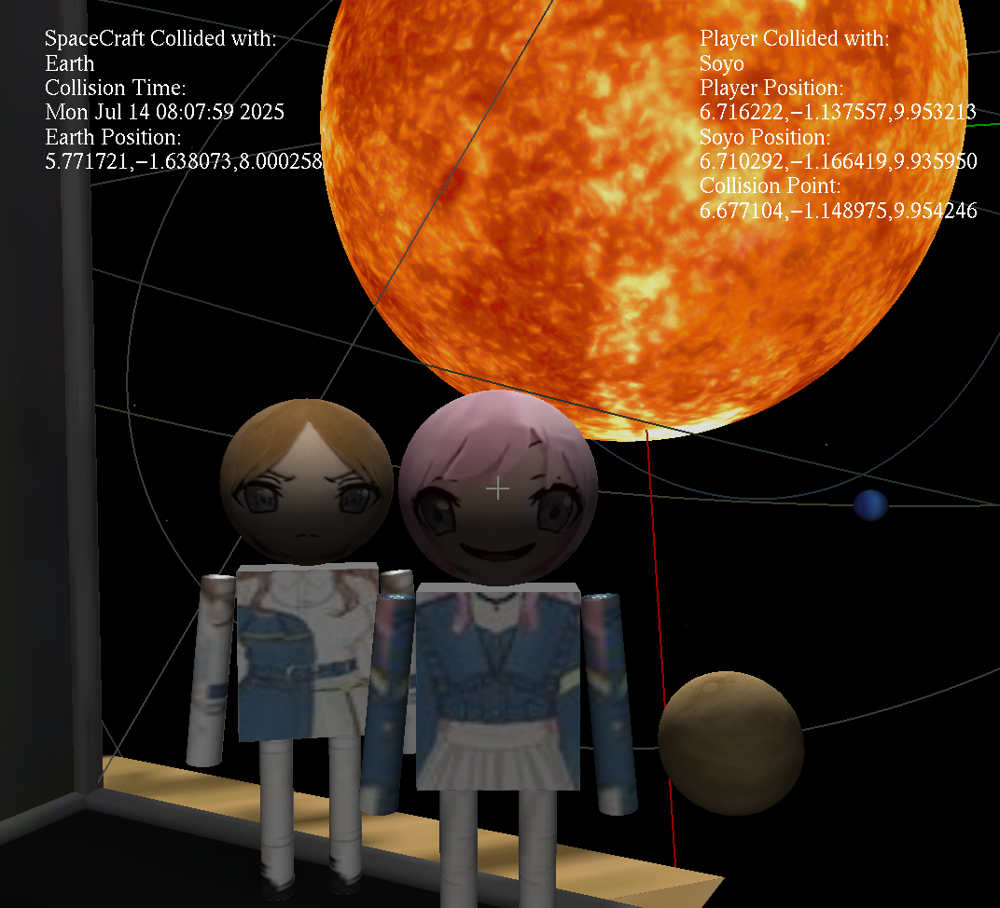 SpaceCraft Collided with:
Earth
Collision Time:
Mon Jul 14 08:07:59 2025
Earth Position:
5.771721,−1.638073,8.000258
Player Collided with:
Soyo
Player Position:
6.716222,−1.137557,9.953213
Soyo Position:
6.710292,−1.166419,9.935950
Collision Point:
6.677104,−1.148975,9.954246